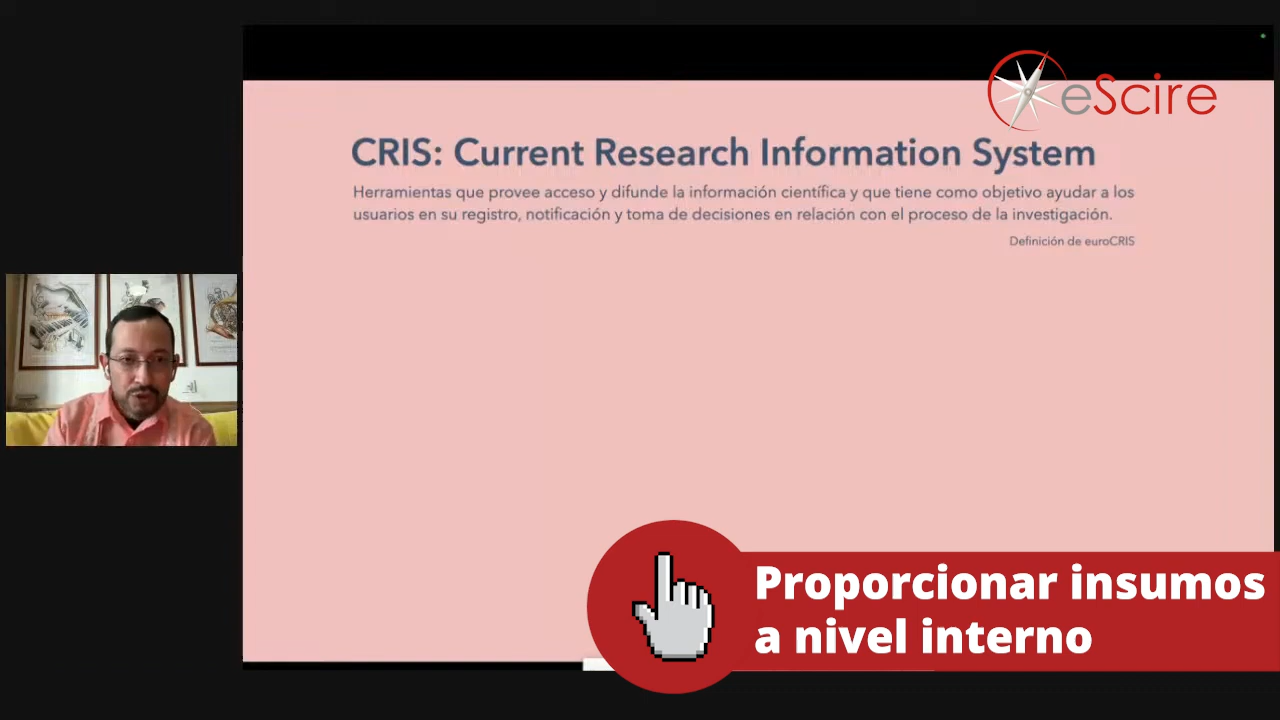 eScire
CRIS: Current Research Information System
Herramientas que provee acceso y difunde la información científica y que tiene como objetivo ayudar a los
usuarios en su registro, notificación y toma de decisiones en relación con el proceso de la investigación.
Definición de euroCRIS
Proporcionar insumos
a nivel interno